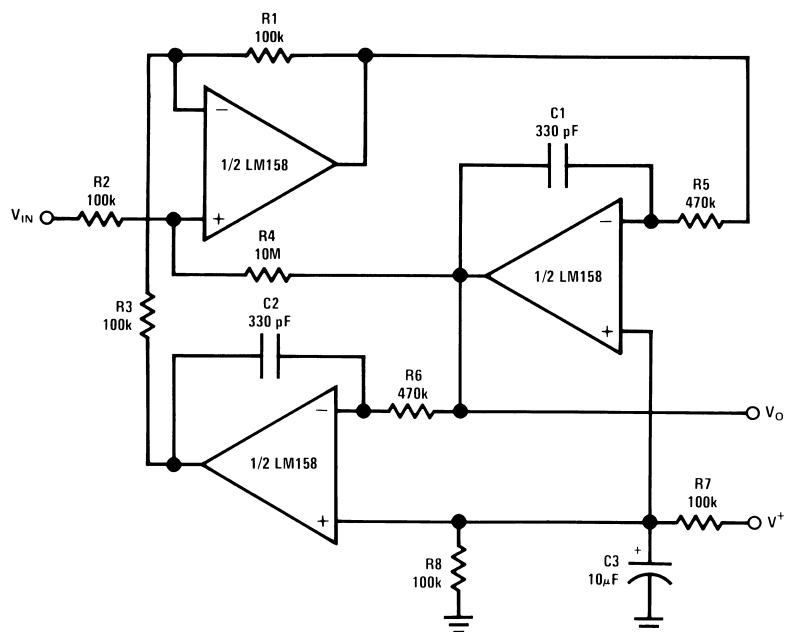 R1
100k
C1
330 pF
−
1/2 LM158
+
R2
100k
VIN
R5
470k
R4
10M
−
1/2 LM158
+
C2
330 pF
R3
100k
R6
470k
−
1/2 LM158
+
VO
R7
100k
V+
R8
100k
+
C3
10µF